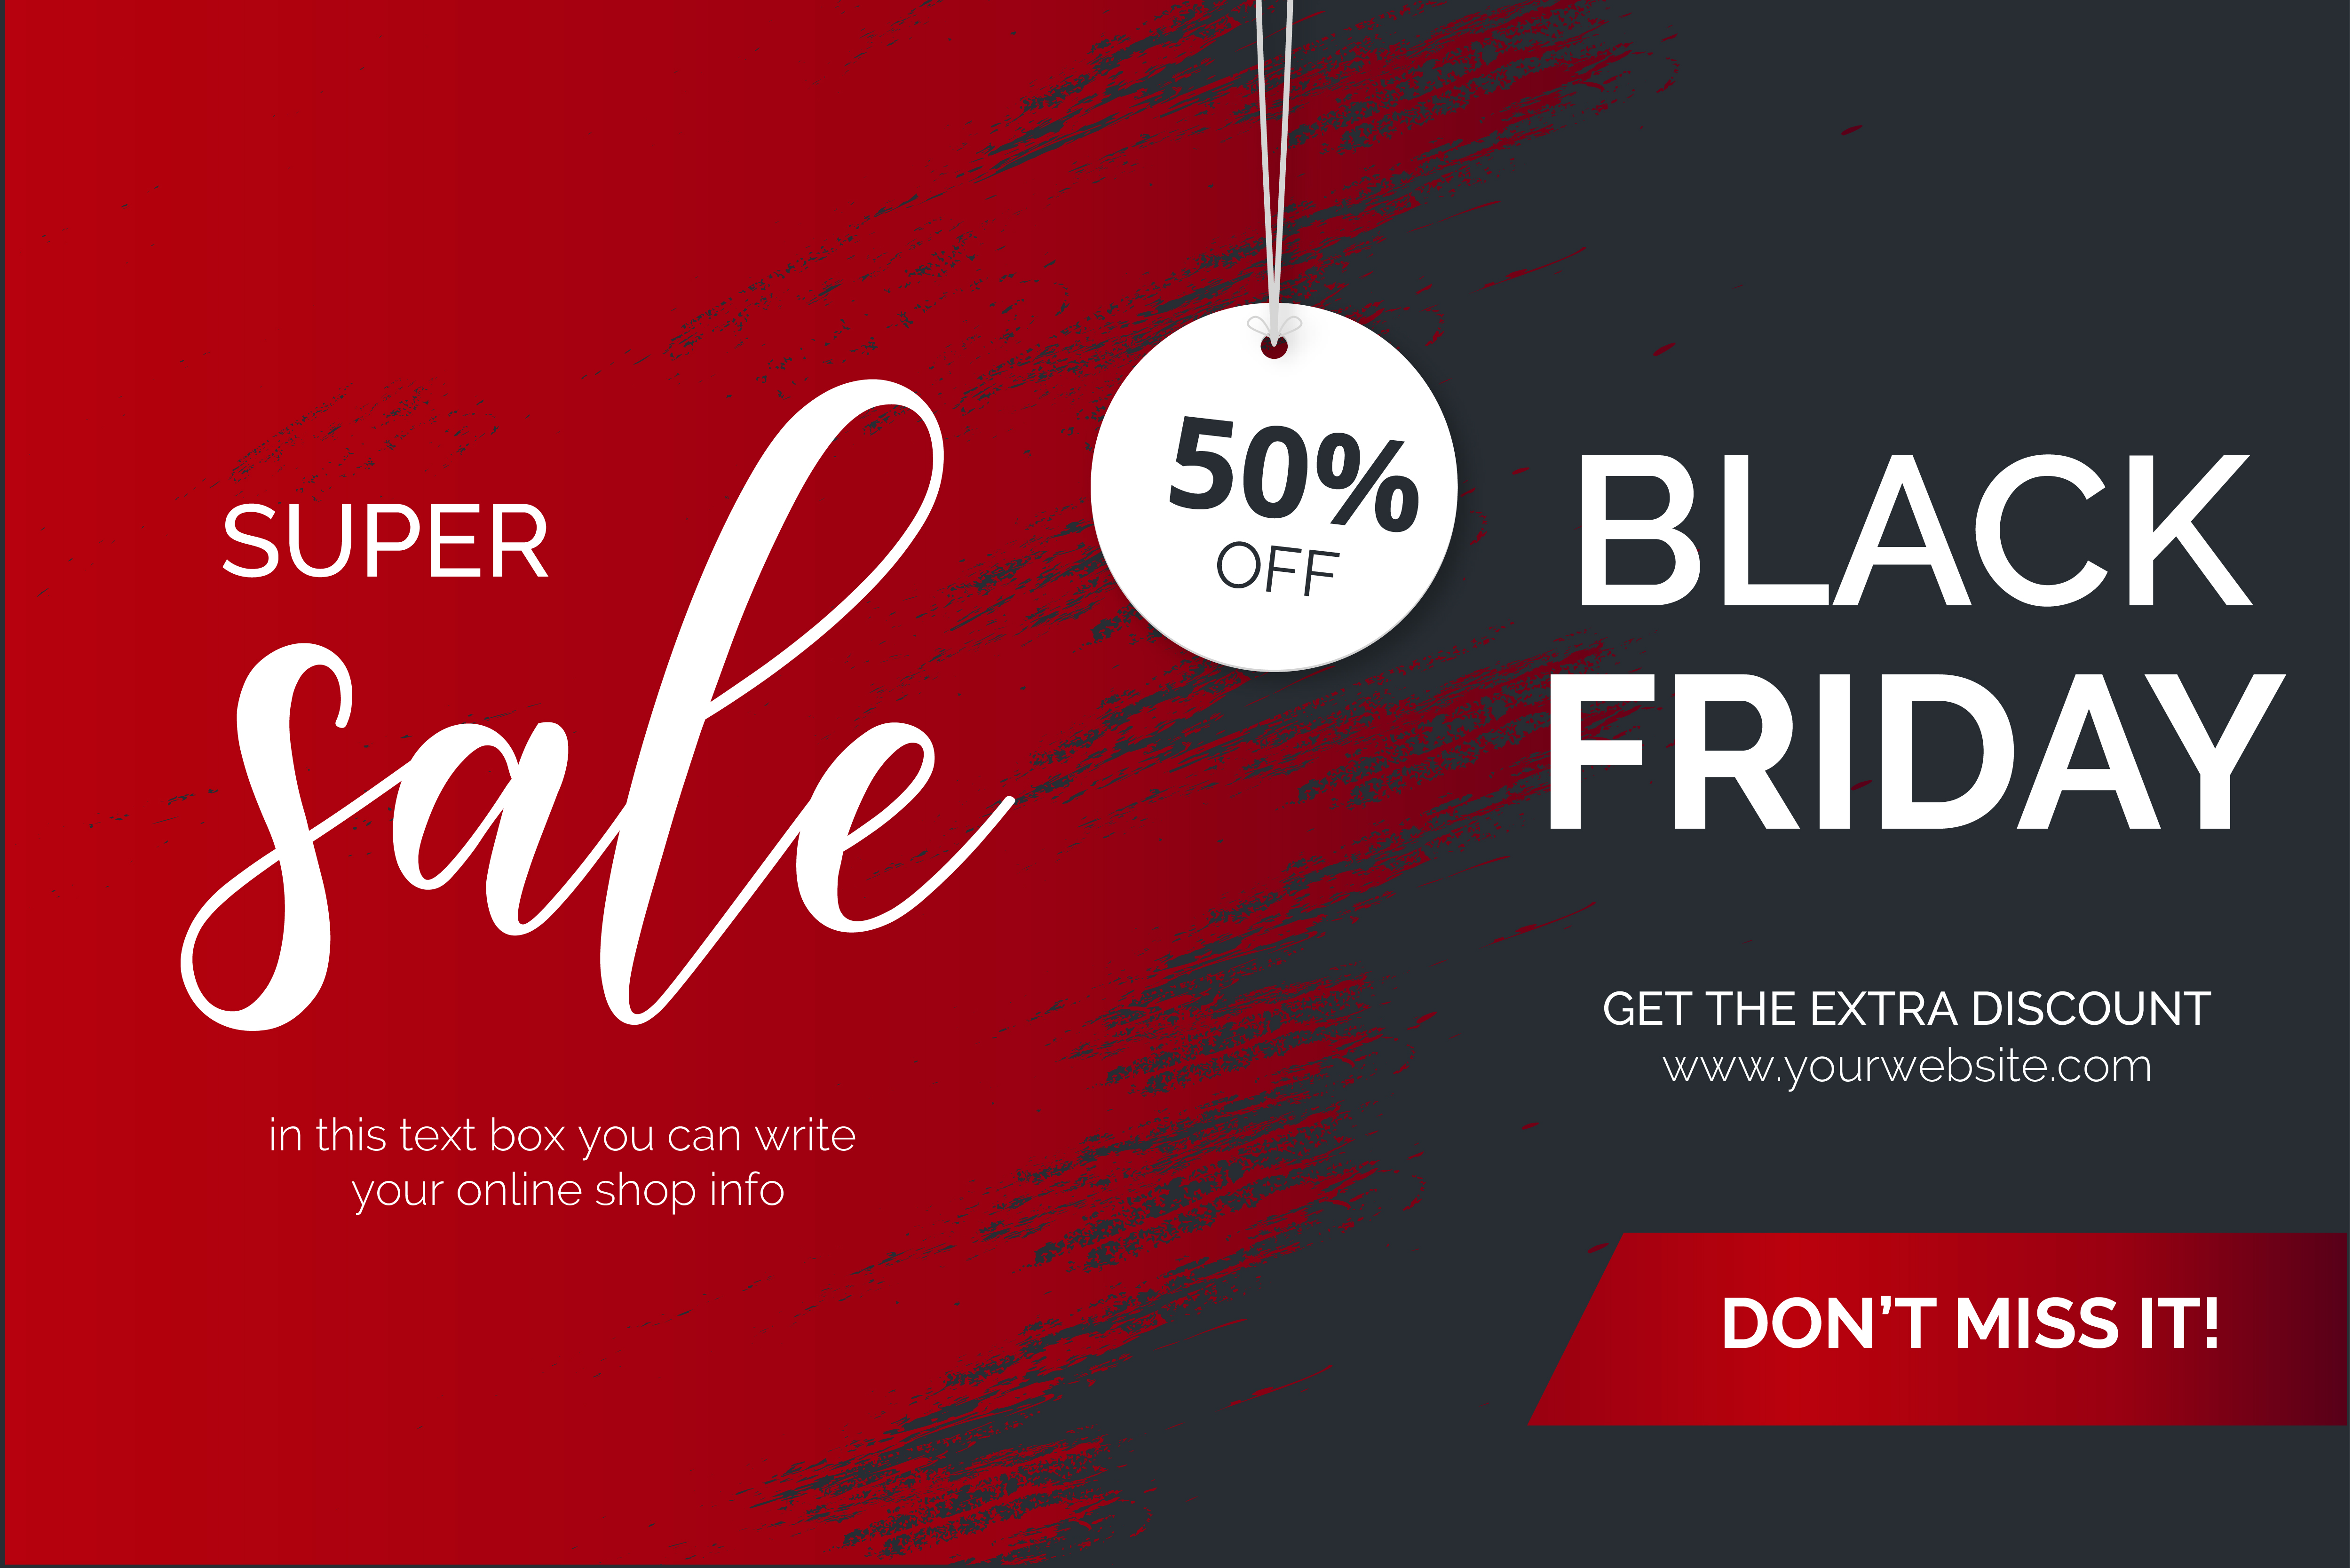 SUPER
sale
in this text box you can write
your online shop info
50%
OFF
BLACK
FRIDAY
GET THE EXTRA DISCOUNT
www.yourwebsite.com
DON'T MISS IT!